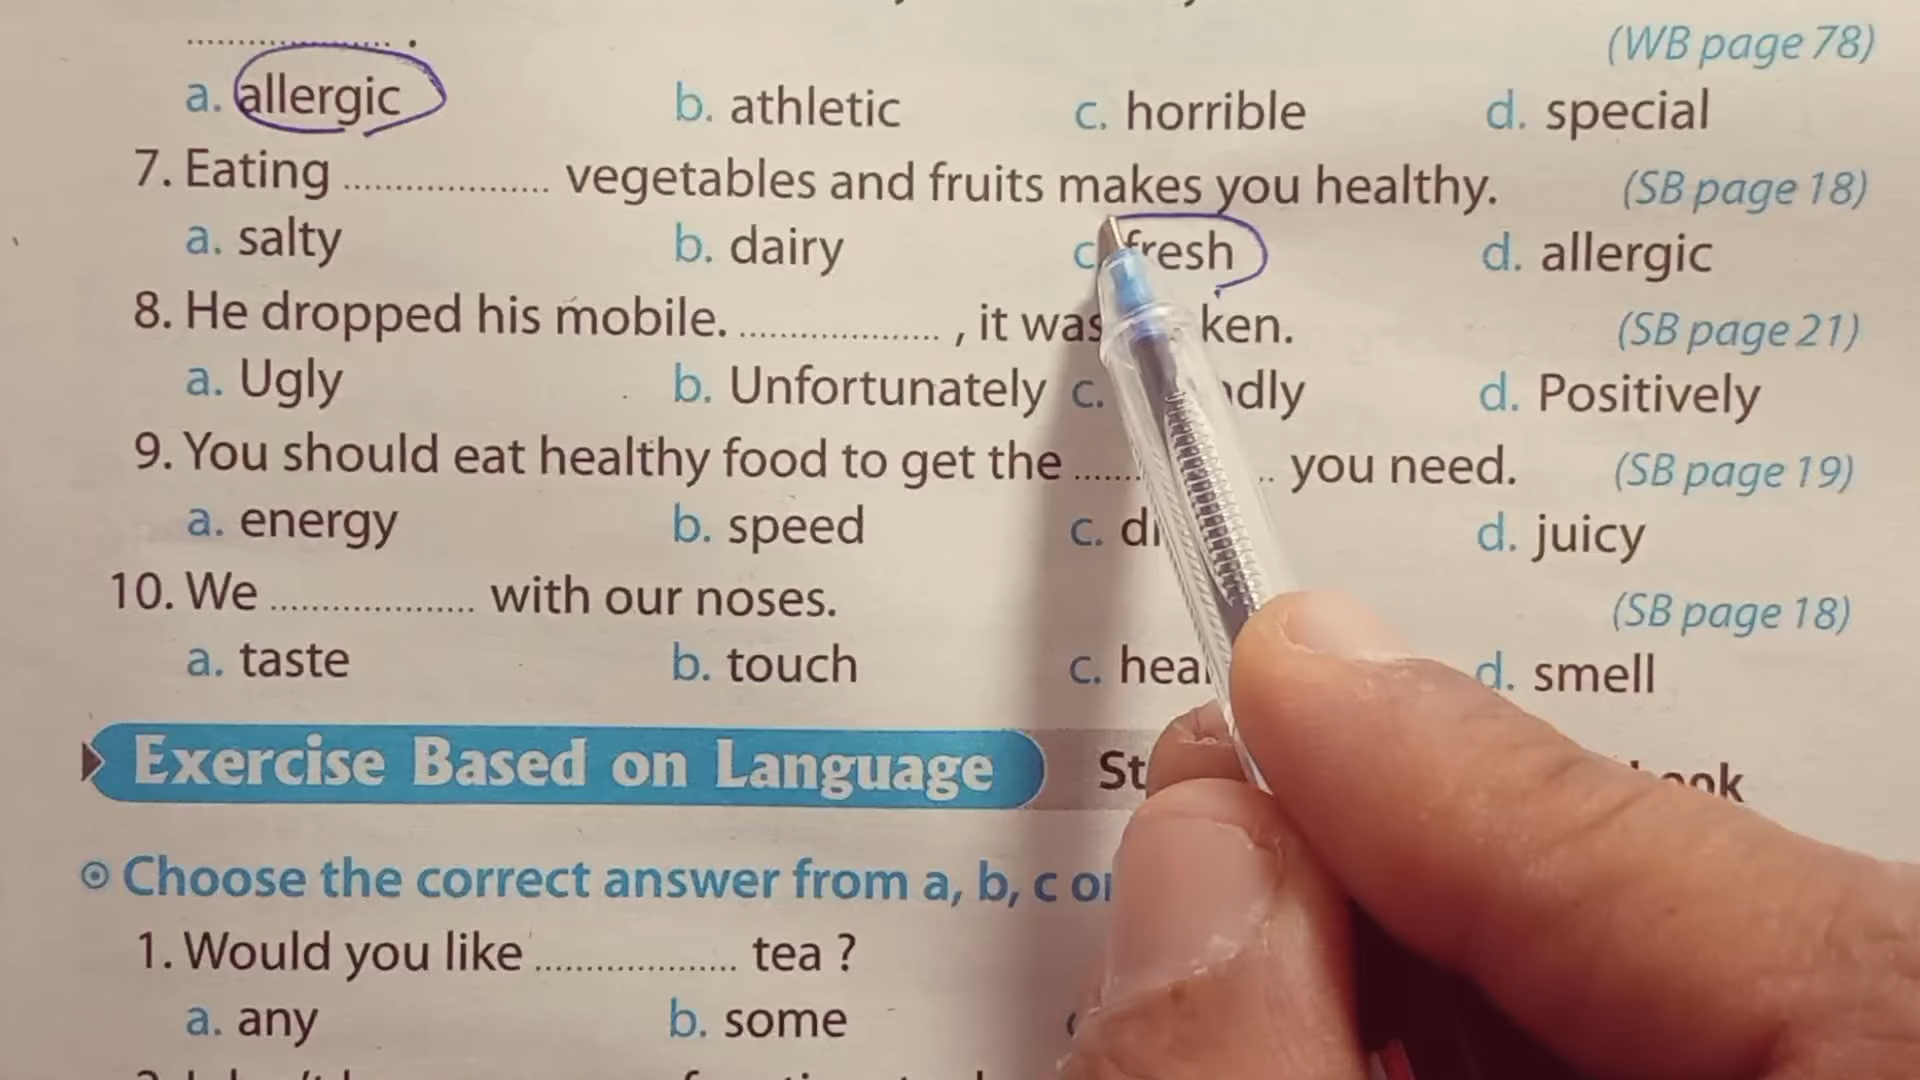 .................... .
(WB page 78)
a. allergic b. athletic c. horrible d. special
7. Eating .................... vegetables and fruits makes you healthy. (SB page 18)
a. salty b. dairy c. fresh d. allergic
8. He dropped his mobile. .................... , it was ken. (SB page 21)
a. Ugly b. Unfortunately c. dly d. Positively
9. You should eat healthy food to get the .................... you need. (SB page 19)
a. energy b. speed c. d. juicy
10. We .................... with our noses. (SB page 18)
a. taste b. touch c. d. smell
Exercise Based on Language
Choose the correct answer from a, b, c
1. Would you like .................... tea ?
a. any b. some